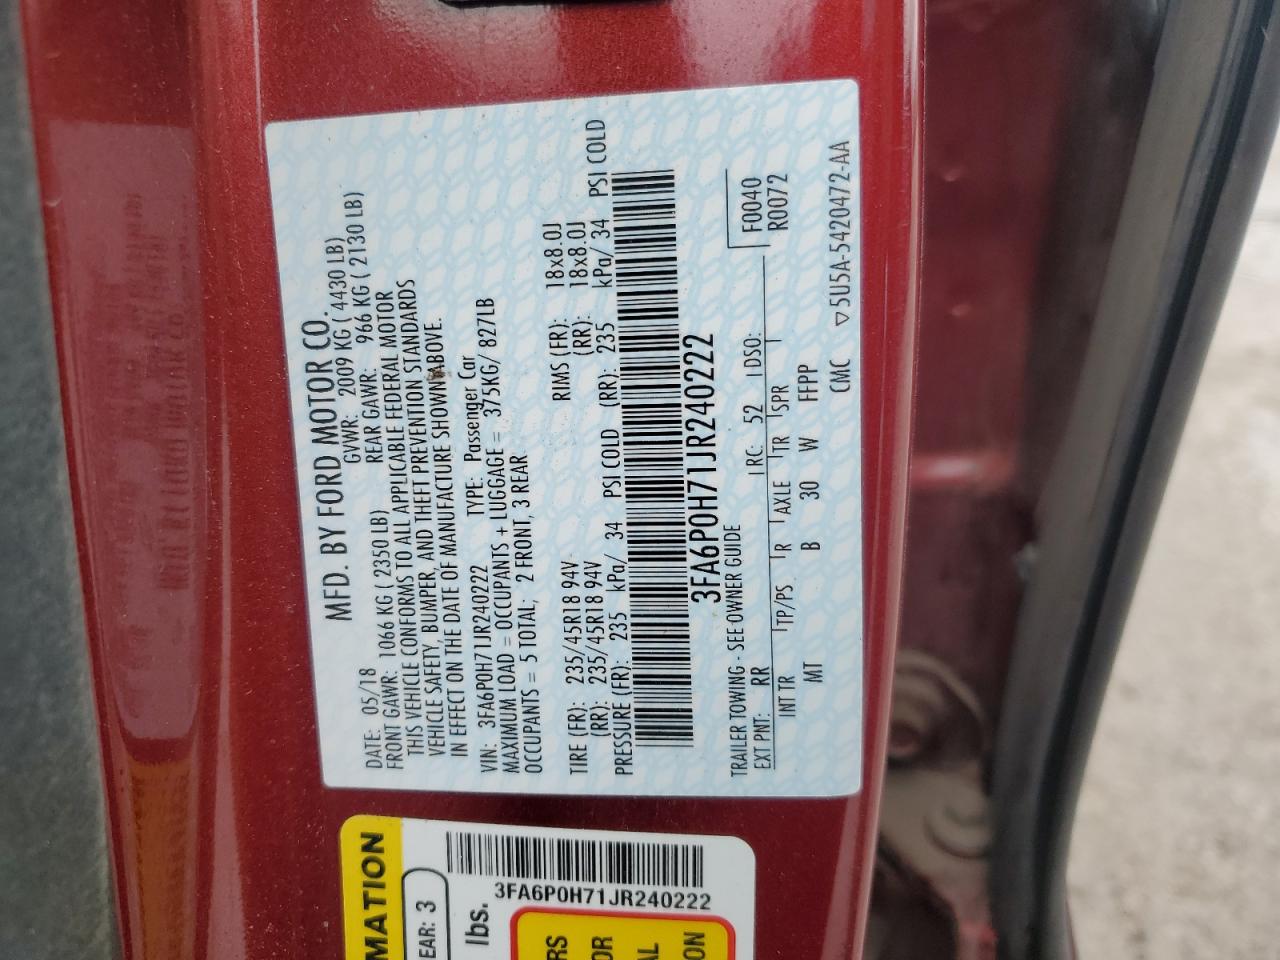 MFD. BY FORD MOTOR CO.
DATE: 05/18 GVWR: 2009 KG ( 4430 LB)
FRONT GAWR: 1066 KG ( 2350 LB) REAR GAWR: 966 KG ( 2130 LB)
THIS VEHICLE CONFORMS TO ALL APPLICABLE FEDERAL MOTOR
VEHICLE SAFETY, BUMPER, AND THEFT PREVENTION STANDARDS
IN EFFECT ON THE DATE OF MANUFACTURE SHOWN ABOVE.
VIN: 3FA6P0H71JR240222 TYPE: Passenger Car
MAXIMUM LOAD = OCCUPANTS + LUGGAGE = 375KG/ 827LB
OCCUPANTS = 5 TOTAL; 2 FRONT, 3 REAR
TIRE (FR): 235/45R18 94V RIMS (FR): 18x8.0J
(RR): 235/45R18 94V (RR): 18x8.0J
PRESSURE (FR): 235 kPa/ 34 PSI COLD (RR): 235 kPa/ 34 PSI COLD
3FA6P0H71JR240222
TRAILER TOWING - SEE OWNER GUIDE
EXT PNT: RR RC: 52 DSO: F0040
R0072
INT TR TP/PS R AXLE TR SPR
MT B 30 W FFPP
CMC ▽5U5A-5420472-AA
MATION
EAR: 3
3FA6P0H71JR240222
lbs.
RS
OR
AL
ON